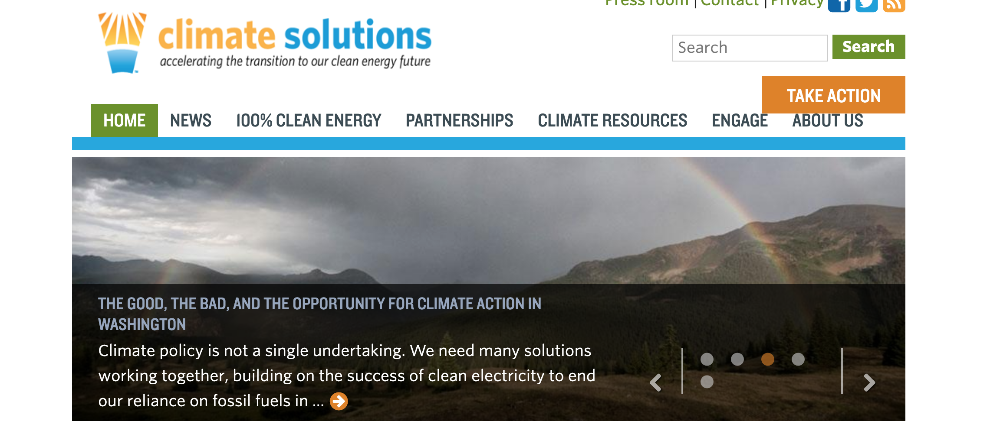 Press room | Contact | Privacy
climate solutions
accelerating the transition to our clean energy future
™
Search
Search
TAKE ACTION
HOME
NEWS
100% CLEAN ENERGY
PARTNERSHIPS
CLIMATE RESOURCES
ENGAGE
ABOUT US
THE GOOD, THE BAD, AND THE OPPORTUNITY FOR CLIMATE ACTION IN
WASHINGTON
Climate policy is not a single undertaking. We need many solutions
working together, building on the success of clean electricity to end
our reliance on fossil fuels in ...